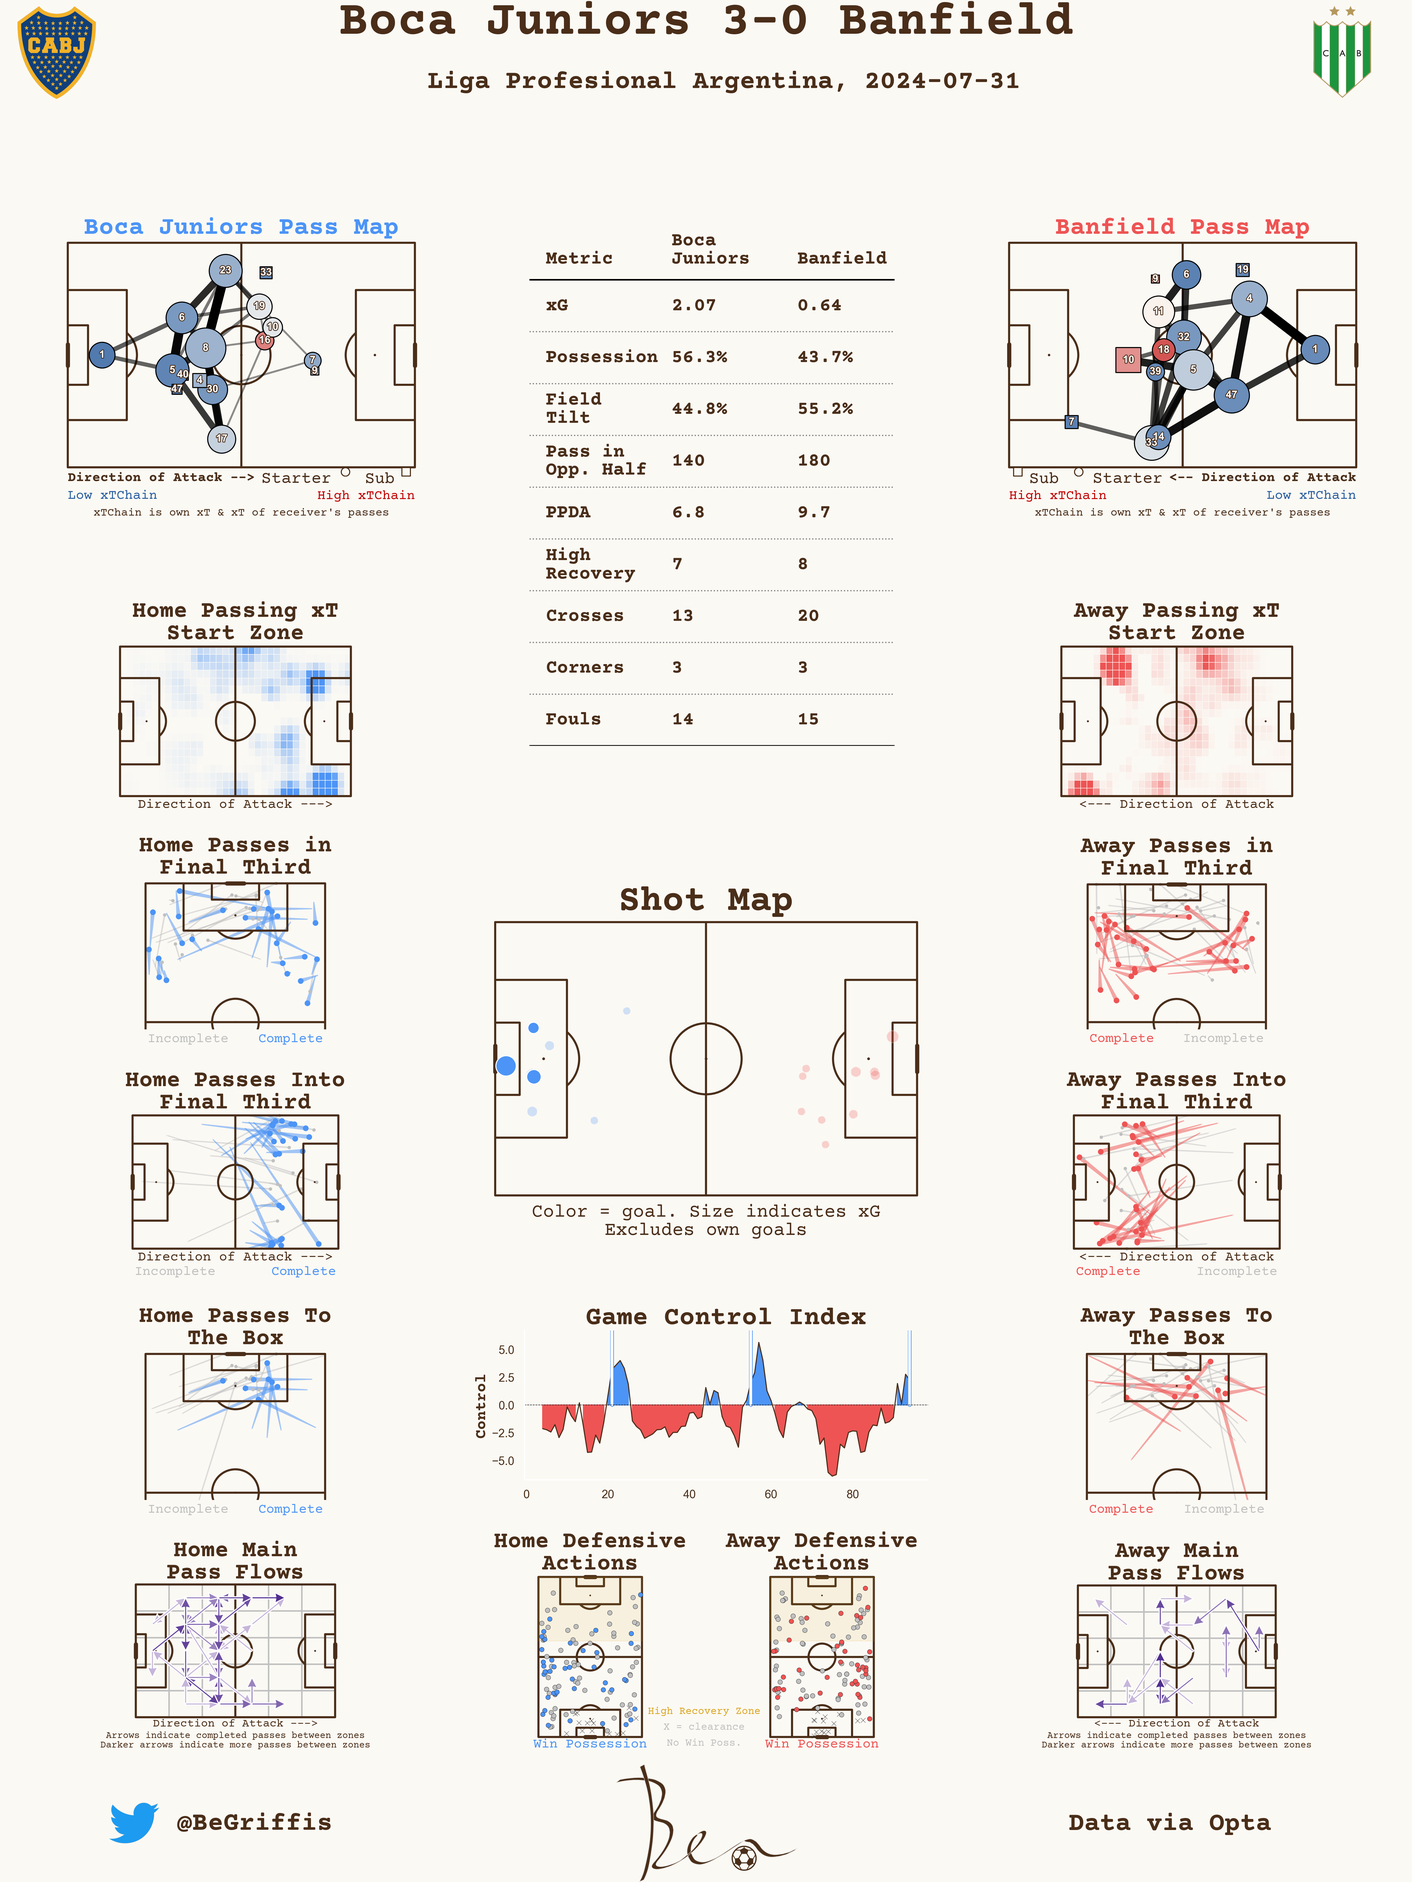 Boca Juniors 3-0 Banfield
Liga Profesional Argentina, 2024-07-31
CABJ
C A B
Boca Juniors Pass Map
23
33
19
6
10
16
8
1
7
9
5
40
4
47
30
17
Direction of Attack --> Starter Sub
Low xTChain High xTChain
xTChain is own xT & xT of receiver's passes
Metric Boca Juniors Banfield
xG 2.07 0.64
Possession 56.3% 43.7%
Field Tilt 44.8% 55.2%
Pass in Opp. Half 140 180
PPDA 6.8 9.7
High Recovery 7 8
Crosses 13 20
Corners 3 3
Fouls 14 15
Banfield Pass Map
9
6
19
4
11
32
18
10
1
39
5
47
7
33
14
Sub Starter <-- Direction of Attack
High xTChain Low xTChain
xTChain is own xT & xT of receiver's passes
Home Passing xT
Start Zone
Direction of Attack --->
Away Passing xT
Start Zone
<--- Direction of Attack
Home Passes in
Final Third
Incomplete Complete
Away Passes in
Final Third
Complete Incomplete
Shot Map
Color = goal. Size indicates xG
Excludes own goals
Home Passes Into
Final Third
Direction of Attack --->
Incomplete Complete
Away Passes Into
Final Third
<--- Direction of Attack
Complete Incomplete
Home Passes To
The Box
Incomplete Complete
Game Control Index
Control
5.0
2.5
0.0
−2.5
−5.0
0 20 40 60 80
Away Passes To
The Box
Complete Incomplete
Home Main
Pass Flows
Direction of Attack --->
Arrows indicate completed passes between zones
Darker arrows indicate more passes between zones
Home Defensive
Actions
Win Possession
High Recovery Zone
X = clearance
No Win Poss.
Away Defensive
Actions
Win Possession
Away Main
Pass Flows
<--- Direction of Attack
Arrows indicate completed passes between zones
Darker arrows indicate more passes between zones
@BeGriffis
Ben
Data via Opta